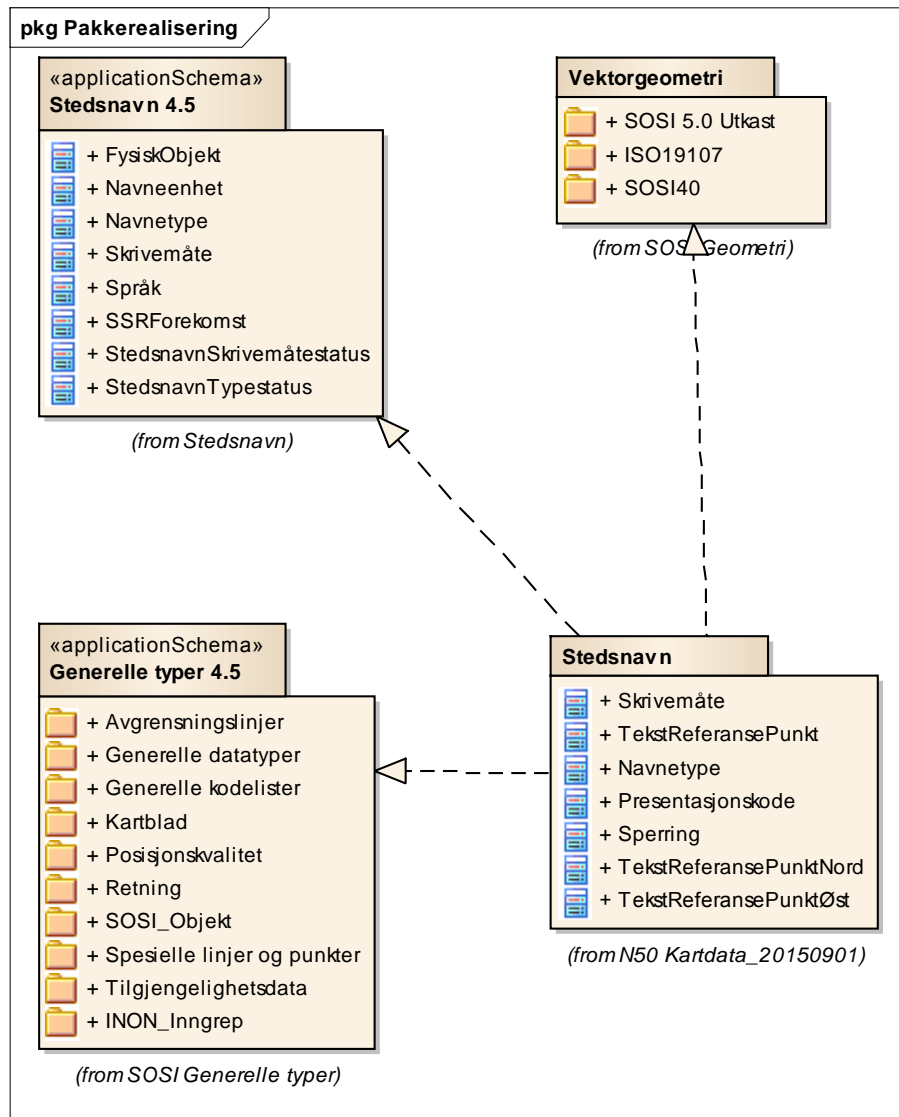 pkg Pakkerealisering
«applicationSchema»
Stedsnavn 4.5
+ FysiskObjekt
+ Navneenhet
+ Navnetype
+ Skrivemåte
+ Språk
+ SSRForekomst
+ StedsnavnSkrivemåtestatus
+ StedsnavnTypestatus
(from Stedsnavn)
Vektorgeometri
+ SOSI 5.0 Utkast
+ ISO19107
+ SOSI40
(from SOSI Geometri)
«applicationSchema»
Generelle typer 4.5
+ Avgrensningslinjer
+ Generelle datatyper
+ Generelle kodelister
+ Kartblad
+ Posisjonskvalitet
+ Retning
+ SOSI_Objekt
+ Spesielle linjer og punkter
+ Tilgjengelighetsdata
+ INON_Inngrep
(from SOSI Generelle typer)
Stedsnavn
+ Skrivemåte
+ TekstReferansePunkt
+ Navnetype
+ Presentasjonskode
+ Sperring
+ TekstReferansePunktNord
+ TekstReferansePunktØst
(from N50 Kartdata_20150901)